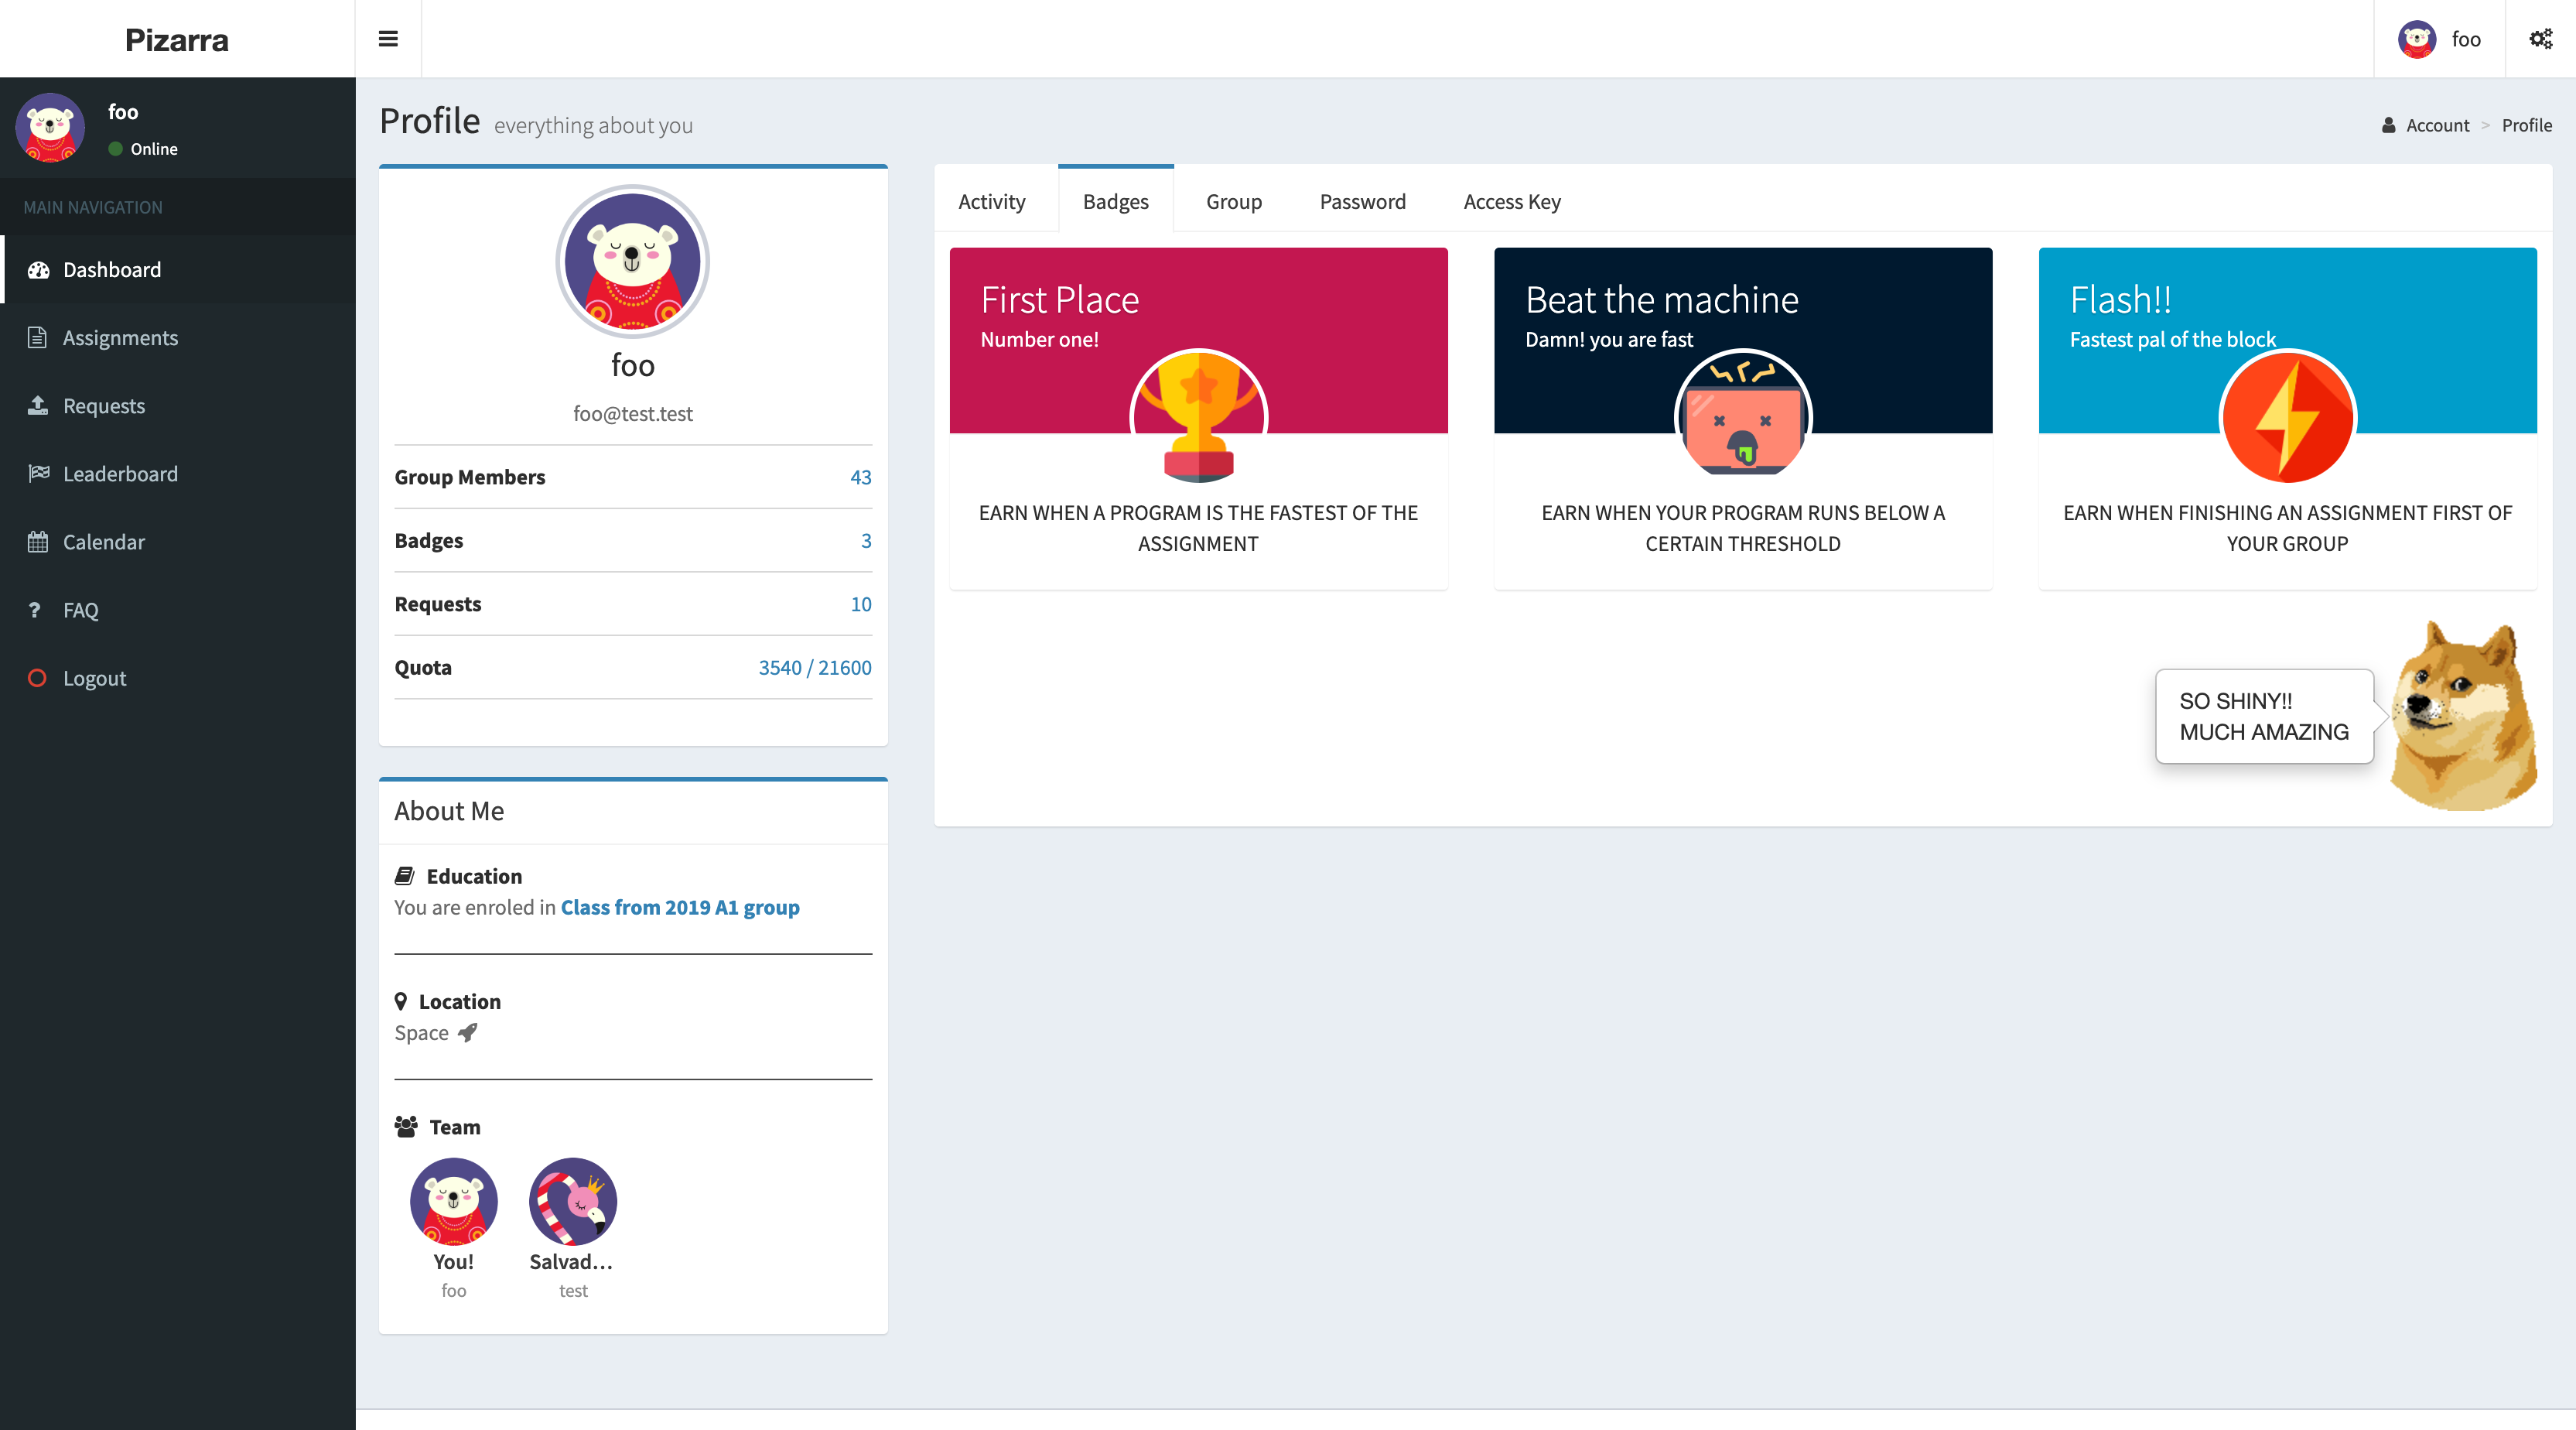 Pizarra
foo
foo
Online
MAIN NAVIGATION
Dashboard
Assignments
Requests
Leaderboard
Calendar
FAQ
Logout
Profile everything about you
Account > Profile
foo
foo@test.test
Group Members 43
Badges 3
Requests 10
Quota 3540 / 21600
About Me
Education
You are enroled in Class from 2019 A1 group
Location
Space
Team
You! Salvad...
foo test
Activity Badges Group Password Access Key
First Place
Number one!
EARN WHEN A PROGRAM IS THE FASTEST OF THE
ASSIGNMENT
Beat the machine
Damn! you are fast
EARN WHEN YOUR PROGRAM RUNS BELOW A
CERTAIN THRESHOLD
Flash!!
Fastest pal of the block
EARN WHEN FINISHING AN ASSIGNMENT FIRST OF
YOUR GROUP
SO SHINY!!
MUCH AMAZING